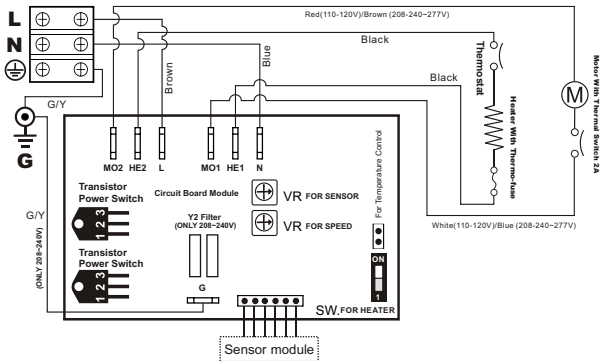 L
N
G/Y
G
Red(110-120V)/Brown (208-240~277V)
Black
Brown
Blue
Black
Thermostat
Heater With Thermo-fuse
Motor With Thermal Switch 2A
M
MO2 HE2 L MO1 HE1 N
Transistor
Power Switch
1 2 3
Circuit Board Module
VR FOR SENSOR
VR FOR SPEED
Y2 Filter
(ONLY 208~240V)
For Temperature Control
White(110-120V)/Blue (208-240~277V)
G/Y
(ONLY 208~240V)
Transistor
Power Switch
1 2 3
G
ON
1
SW. FOR HEATER
Sensor module